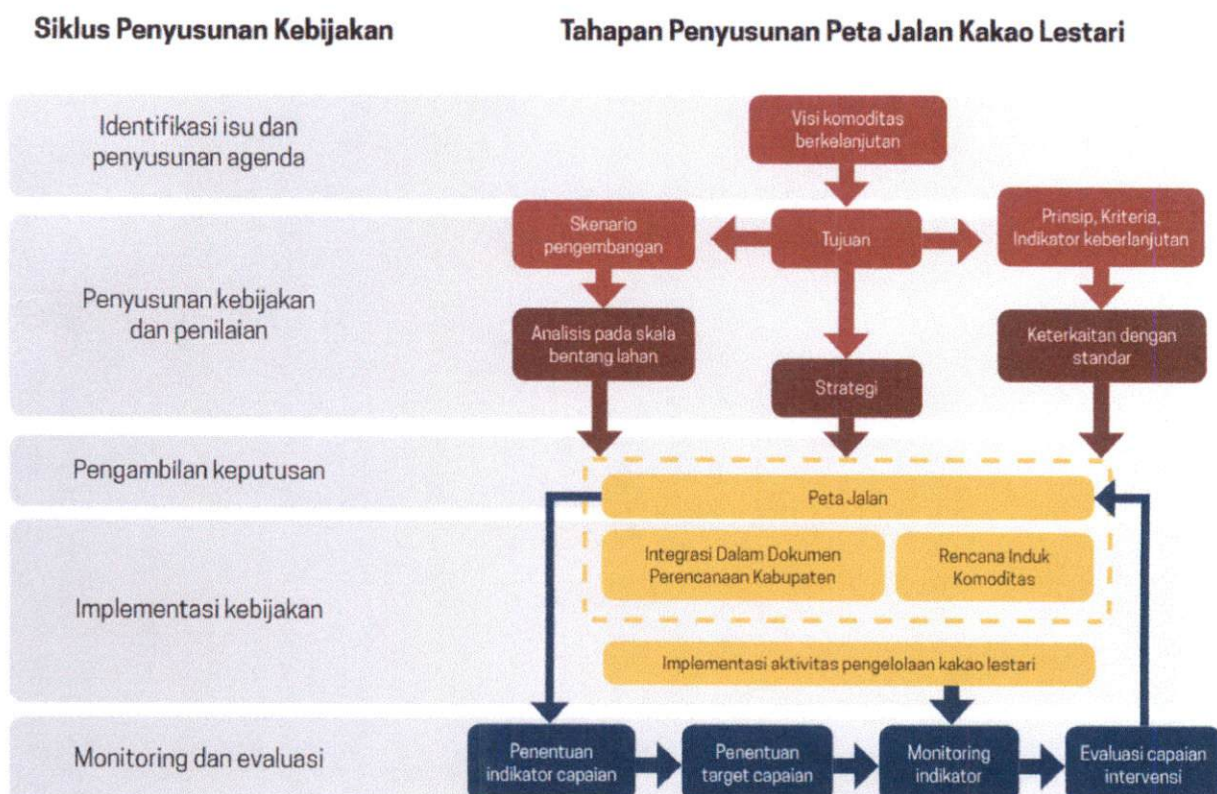 Siklus Penyusunan Kebijakan
Tahapan Penyusunan Peta Jalan Kakao Lestari
Identifikasi isu dan
penyusunan agenda
Visi komoditas
berkelanjutan
Penyusunan kebijakan
dan penilaian
Skenario
pengembangan
Tujuan
Prinsip, Kriteria,
Indikator keberlanjutan
Analisis pada skala
bentang lahan
Strategi
Keterkaitan dengan
standar
Pengambilan keputusan
Peta Jalan
Implementasi kebijakan
Integrasi Dalam Dokumen
Perencanaan Kabupaten
Rencana Induk
Komoditas
Implementasi aktivitas pengelolaan kakao lestari
Monitoring dan evaluasi
Penentuan
indikator capaian
Penentuan
target capaian
Monitoring
indikator
Evaluasi capaian
intervensi